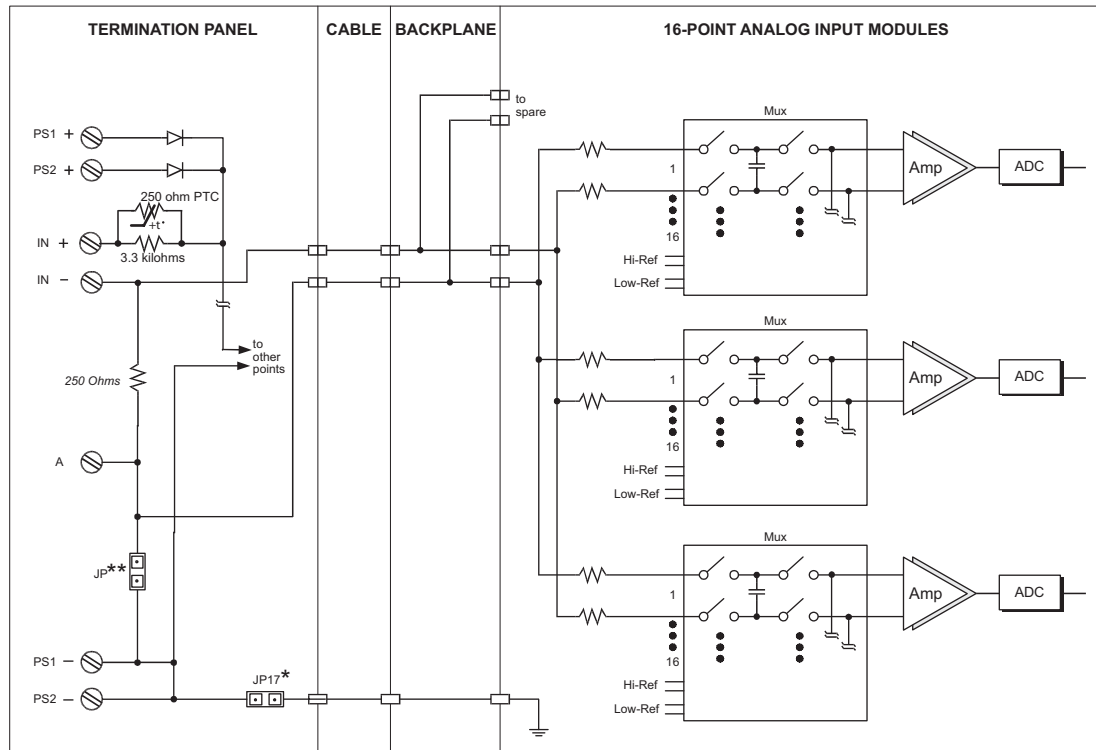 TERMINATION PANEL
CABLE
BACKPLANE
16-POINT ANALOG INPUT MODULES
PS1 +
PS2 +
250 ohm PTC
+t°
IN +
3.3 kilohms
IN –
to
other
points
250 Ohms
A
JP**
PS1 –
PS2 –
JP17*
to
spare
Mux
1
16
Hi-Ref
Low-Ref
Amp
ADC
Mux
1
16
Hi-Ref
Low-Ref
Amp
ADC
Mux
1
16
Hi-Ref
Low-Ref
Amp
ADC